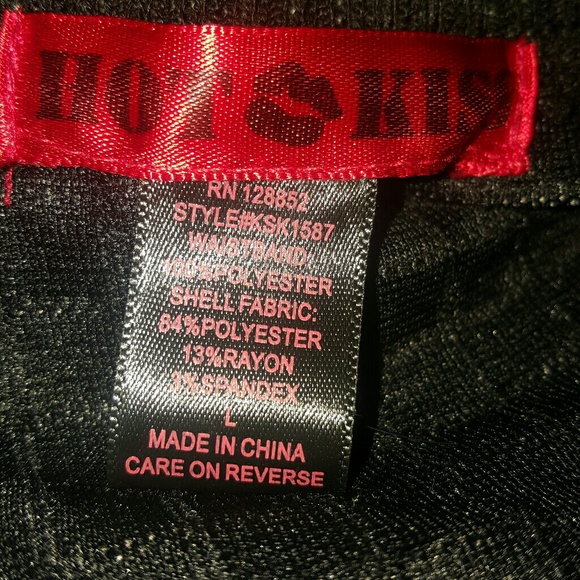 HOT KISS
RN 128852
STYLE#KSK1587
WAISTBAND:
100%POLYESTER
SHELL FABRIC:
84%POLYESTER
13%RAYON
3%SPANDEX
L
MADE IN CHINA
CARE ON REVERSE